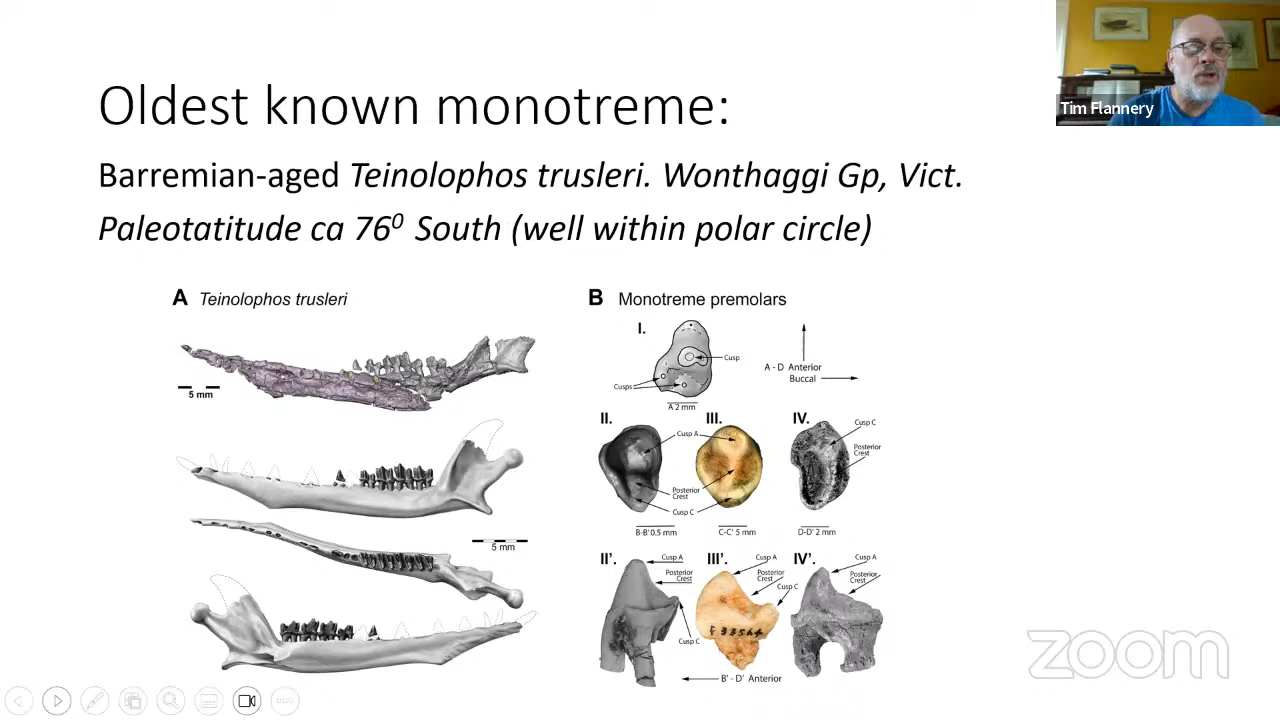 Oldest known monotreme:
Tim Flannery
Barremian-aged Teinolophos trusleri. Wonthaggi Gp, Vict.
Paleotatitude ca 76⁰ South (well within polar circle)
A Teinolophos trusleri
5 mm
5 mm
B Monotreme premolars
I.
Cusp
Cusps
A 2 mm
A - D Anterior
Buccal
II.
III.
IV.
Cusp A
Cusp C
Posterior
Crest
Posterior
Crest
Cusp C
B-B' 0.5 mm
C-C' 5 mm
D-D' 2 mm
II'.
III'.
IV'.
Cusp A
Posterior
Crest
Cusp C
Cusp A
Posterior
Crest
Cusp C
Cusp A
Posterior
Crest
F 33564
B' - D' Anterior
zoom